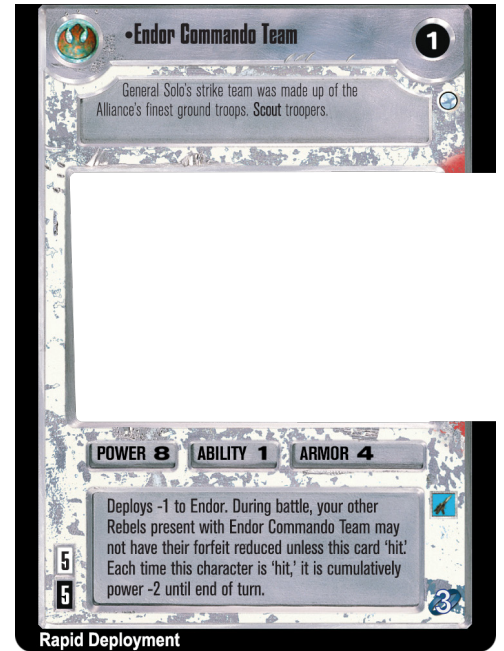 •Endor Commando Team
1
General Solo's strike team was made up of the
Alliance's finest ground troops. Scout troopers.
POWER 8 ABILITY 1 ARMOR 4
Deploys -1 to Endor. During battle, your other
Rebels present with Endor Commando Team may
not have their forfeit reduced unless this card 'hit.'
Each time this character is 'hit,' it is cumulatively
power -2 until end of turn.
5
5
3
Rapid Deployment